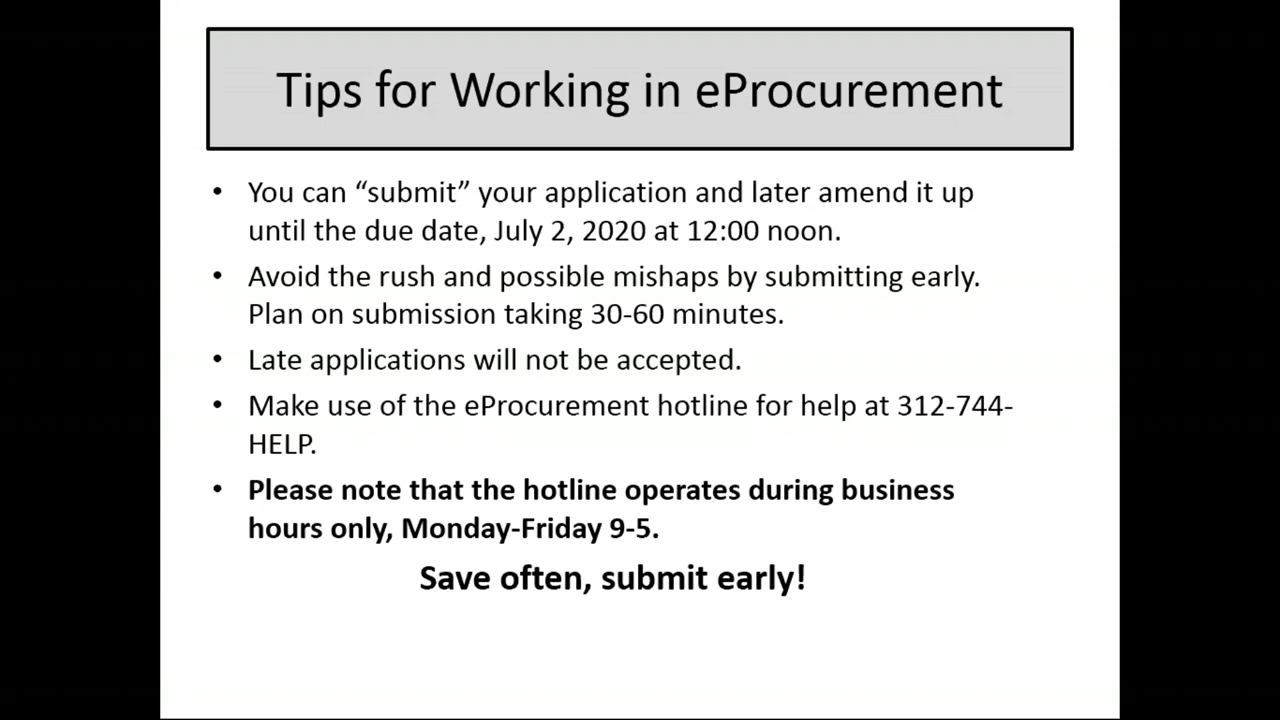 Tips for Working in eProcurement
• You can “submit” your application and later amend it up
until the due date, July 2, 2020 at 12:00 noon.
• Avoid the rush and possible mishaps by submitting early.
Plan on submission taking 30-60 minutes.
• Late applications will not be accepted.
• Make use of the eProcurement hotline for help at 312-744-
HELP.
• Please note that the hotline operates during business
hours only, Monday-Friday 9-5.
Save often, submit early!